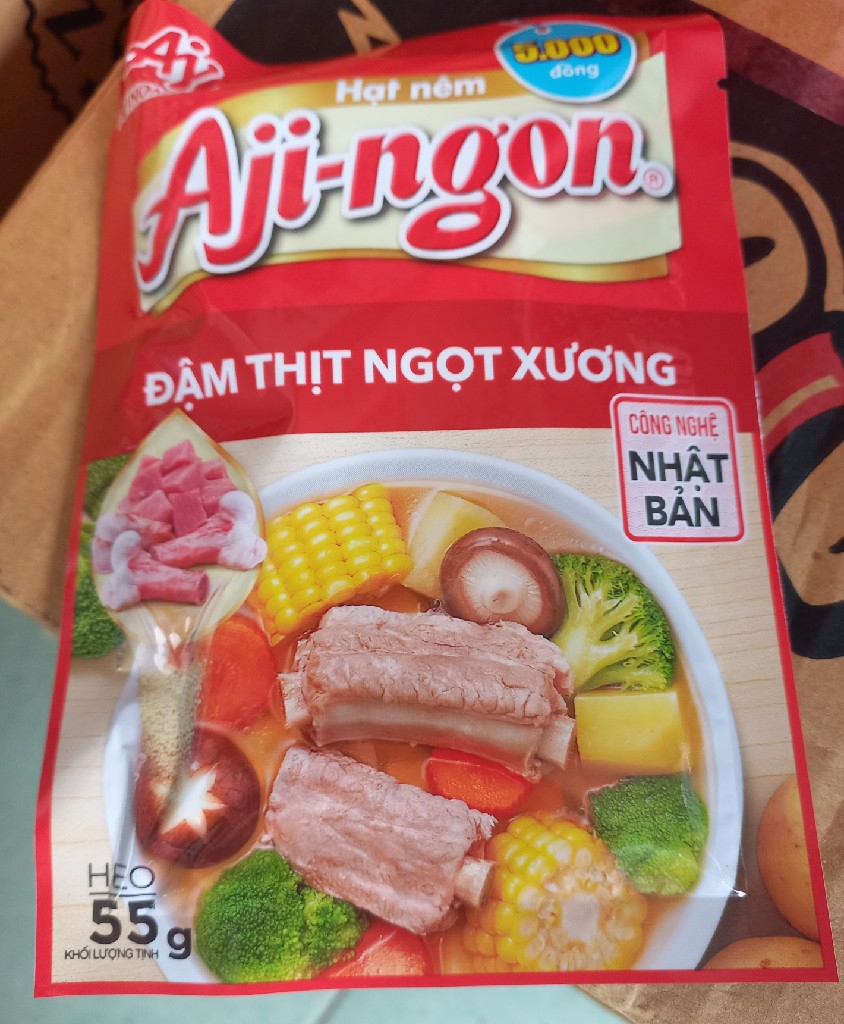 5.000
đồng
Hạt nêm
Aji-ngon®
ĐẬM THỊT NGỌT XƯƠNG
CÔNG NGHỆ
NHẬT
BẢN
HEO
55g
KHỐI LƯỢNG TỊNH